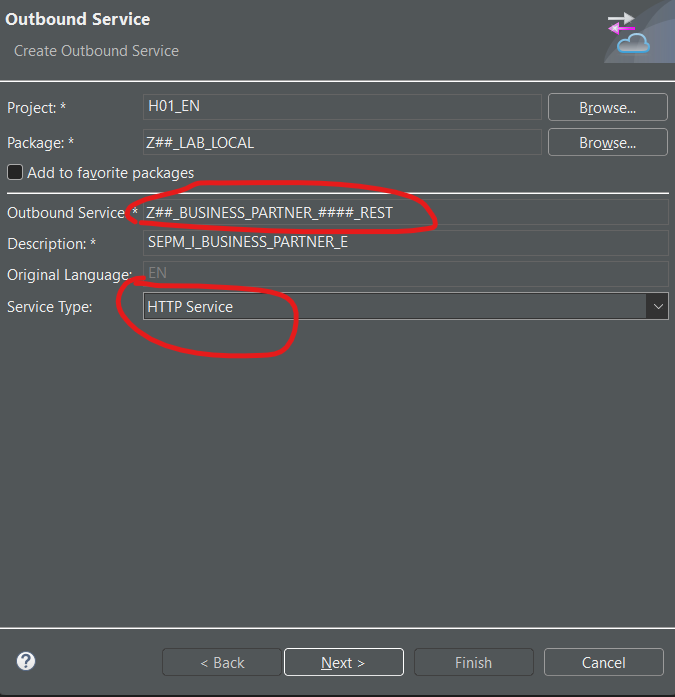 Outbound Service
Create Outbound Service
Project: * H01_EN Browse...
Package: * Z##_LAB_LOCAL Browse...
Add to favorite packages
Outbound Service: * Z##_BUSINESS_PARTNER_####_REST
Description: * SEPM_I_BUSINESS_PARTNER_E
Original Language: EN
Service Type: HTTP Service
? < Back Next > Finish Cancel